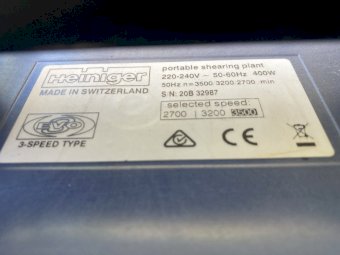 Heiniger
MADE IN SWITZERLAND
EVO
3-SPEED TYPE
portable shearing plant
220-240V ~ 50-60Hz 400W
50Hz n=3500/3200/2700 min
S/N: 20B 32987
selected speed:
2700 | 3200 3500
CE